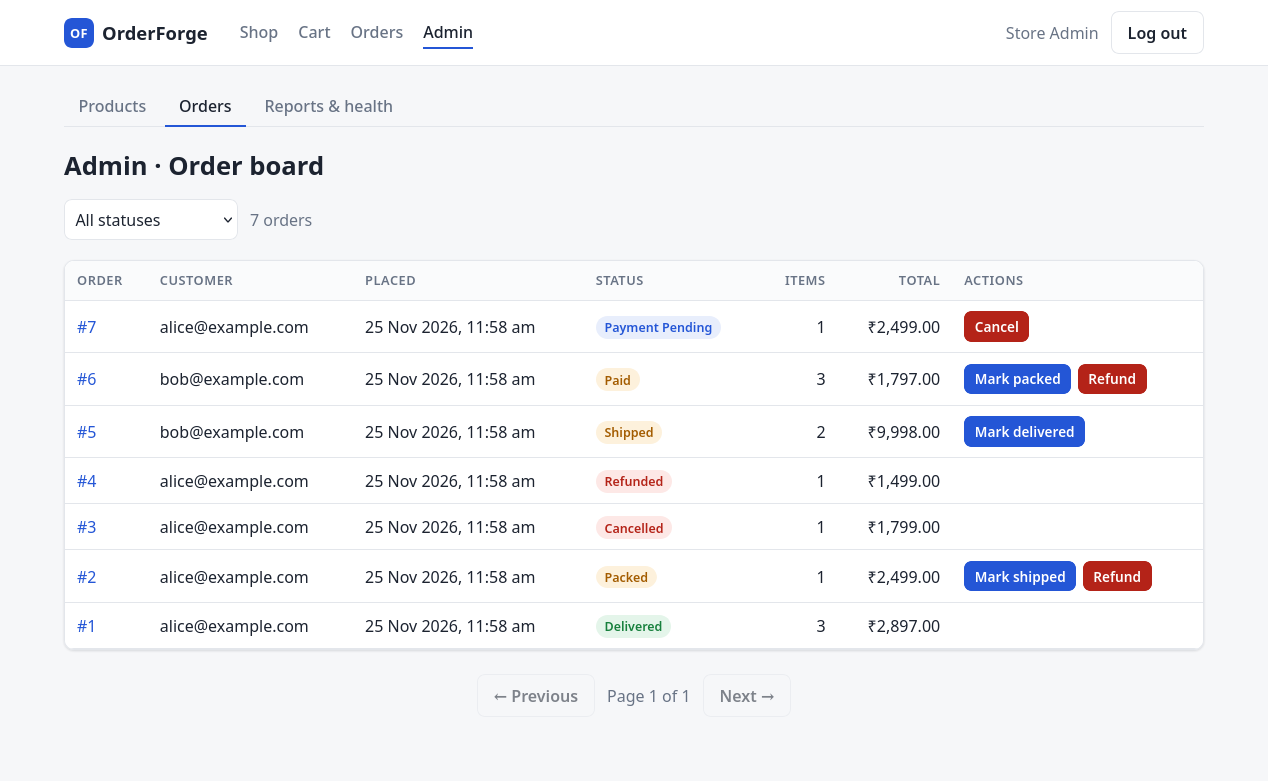 OF OrderForge Shop Cart Orders Admin Store Admin Log out
Products Orders Reports & health
Admin · Order board
All statuses 7 orders
ORDER CUSTOMER PLACED STATUS ITEMS TOTAL ACTIONS
#7 alice@example.com 25 Nov 2026, 11:58 am Payment Pending 1 ₹2,499.00 Cancel
#6 bob@example.com 25 Nov 2026, 11:58 am Paid 3 ₹1,797.00 Mark packed Refund
#5 bob@example.com 25 Nov 2026, 11:58 am Shipped 2 ₹9,998.00 Mark delivered
#4 alice@example.com 25 Nov 2026, 11:58 am Refunded 1 ₹1,499.00
#3 alice@example.com 25 Nov 2026, 11:58 am Cancelled 1 ₹1,799.00
#2 alice@example.com 25 Nov 2026, 11:58 am Packed 1 ₹2,499.00 Mark shipped Refund
#1 alice@example.com 25 Nov 2026, 11:58 am Delivered 3 ₹2,897.00
← Previous Page 1 of 1 Next →